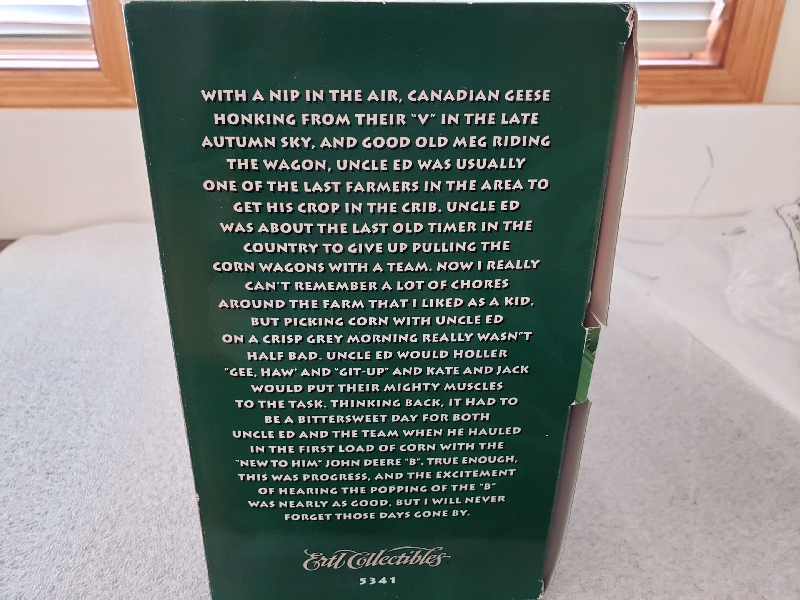 WITH A NIP IN THE AIR, CANADIAN GEESE
HONKING FROM THEIR "V" IN THE LATE
AUTUMN SKY, AND GOOD OLD MEG RIDING
THE WAGON, UNCLE ED WAS USUALLY
ONE OF THE LAST FARMERS IN THE AREA TO
GET HIS CROP IN THE CRIB. UNCLE ED
WAS ABOUT THE LAST OLD TIMER IN THE
COUNTRY TO GIVE UP PULLING THE
CORN WAGONS WITH A TEAM. NOW I REALLY
CAN'T REMEMBER A LOT OF CHORES
AROUND THE FARM THAT I LIKED AS A KID,
BUT PICKING CORN WITH UNCLE ED
ON A CRISP GREY MORNING REALLY WASN"T
HALF BAD. UNCLE ED WOULD HOLLER
"GEE, HAW' AND "GIT-UP" AND KATE AND JACK
WOULD PUT THEIR MIGHTY MUSCLES
TO THE TASK. THINKING BACK, IT HAD TO
BE A BITTERSWEET DAY FOR BOTH
UNCLE ED AND THE TEAM WHEN HE HAULED
IN THE FIRST LOAD OF CORN WITH THE
"NEW TO HIM" JOHN DEERE "B". TRUE ENOUGH,
THIS WAS PROGRESS, AND THE EXCITEMENT
OF HEARING THE POPPING OF THE "B"
WAS NEARLY AS GOOD, BUT I WILL NEVER
FORGET THOSE DAYS GONE BY.
Ertl Collectibles
5341